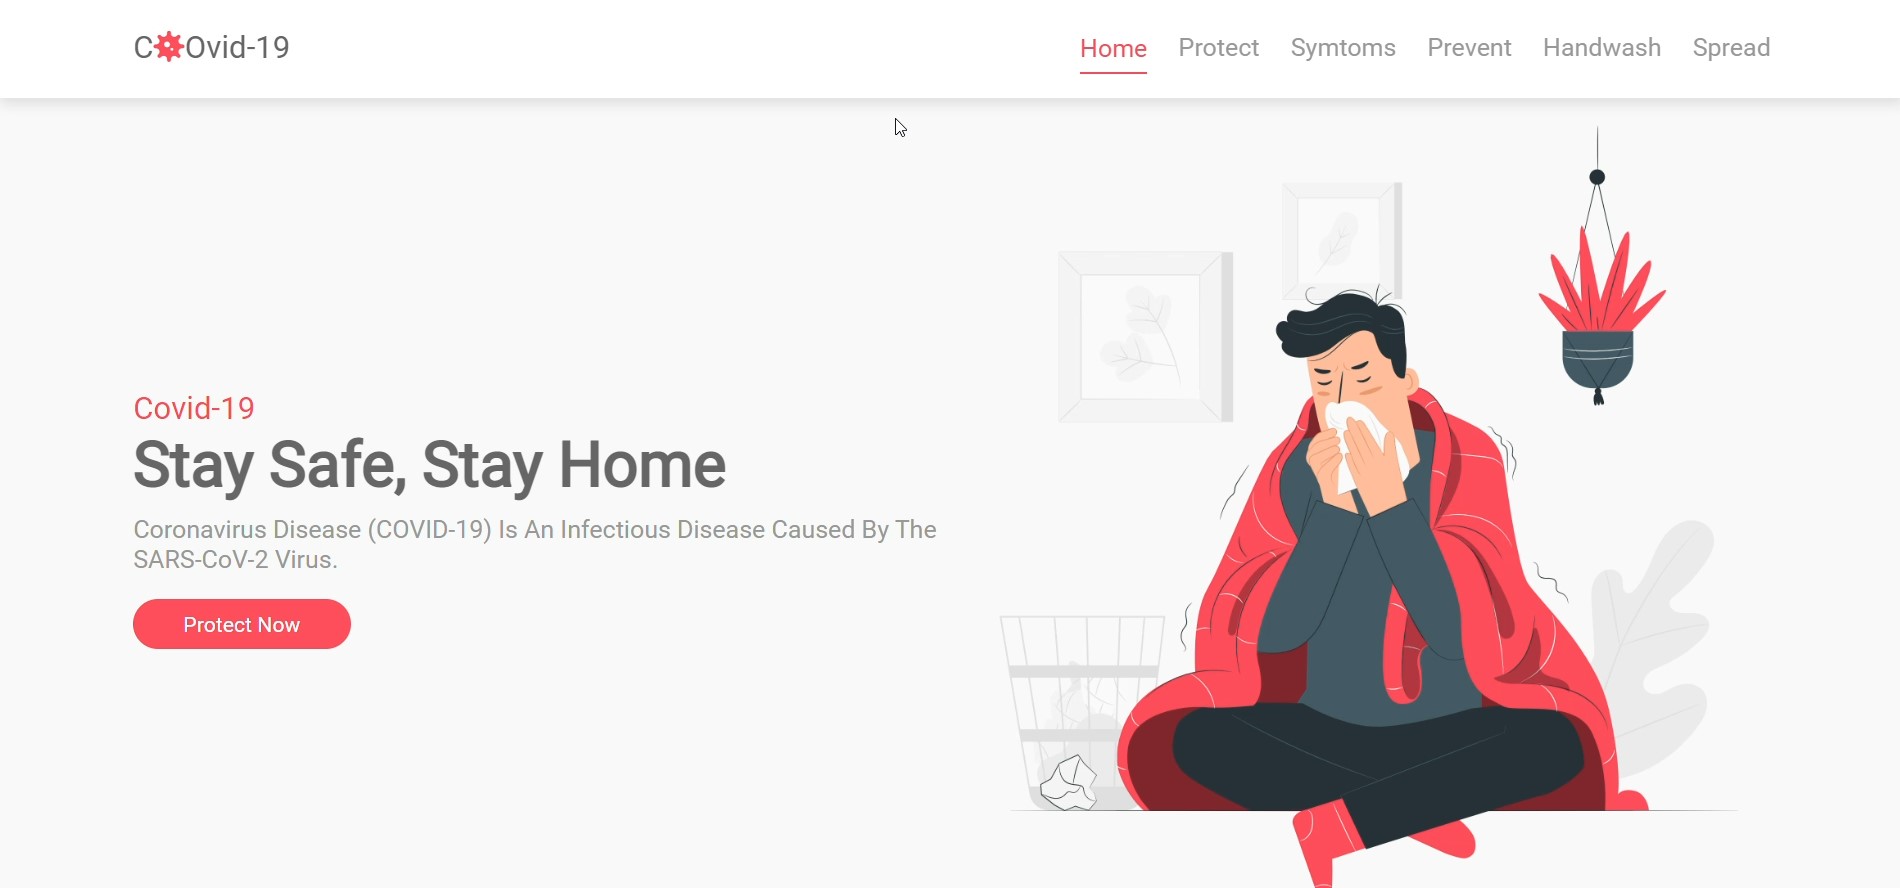 COvid-19
Home Protect Symtoms Prevent Handwash Spread
Covid-19
Stay Safe, Stay Home
Coronavirus Disease (COVID-19) Is An Infectious Disease Caused By The
SARS-CoV-2 Virus.
Protect Now